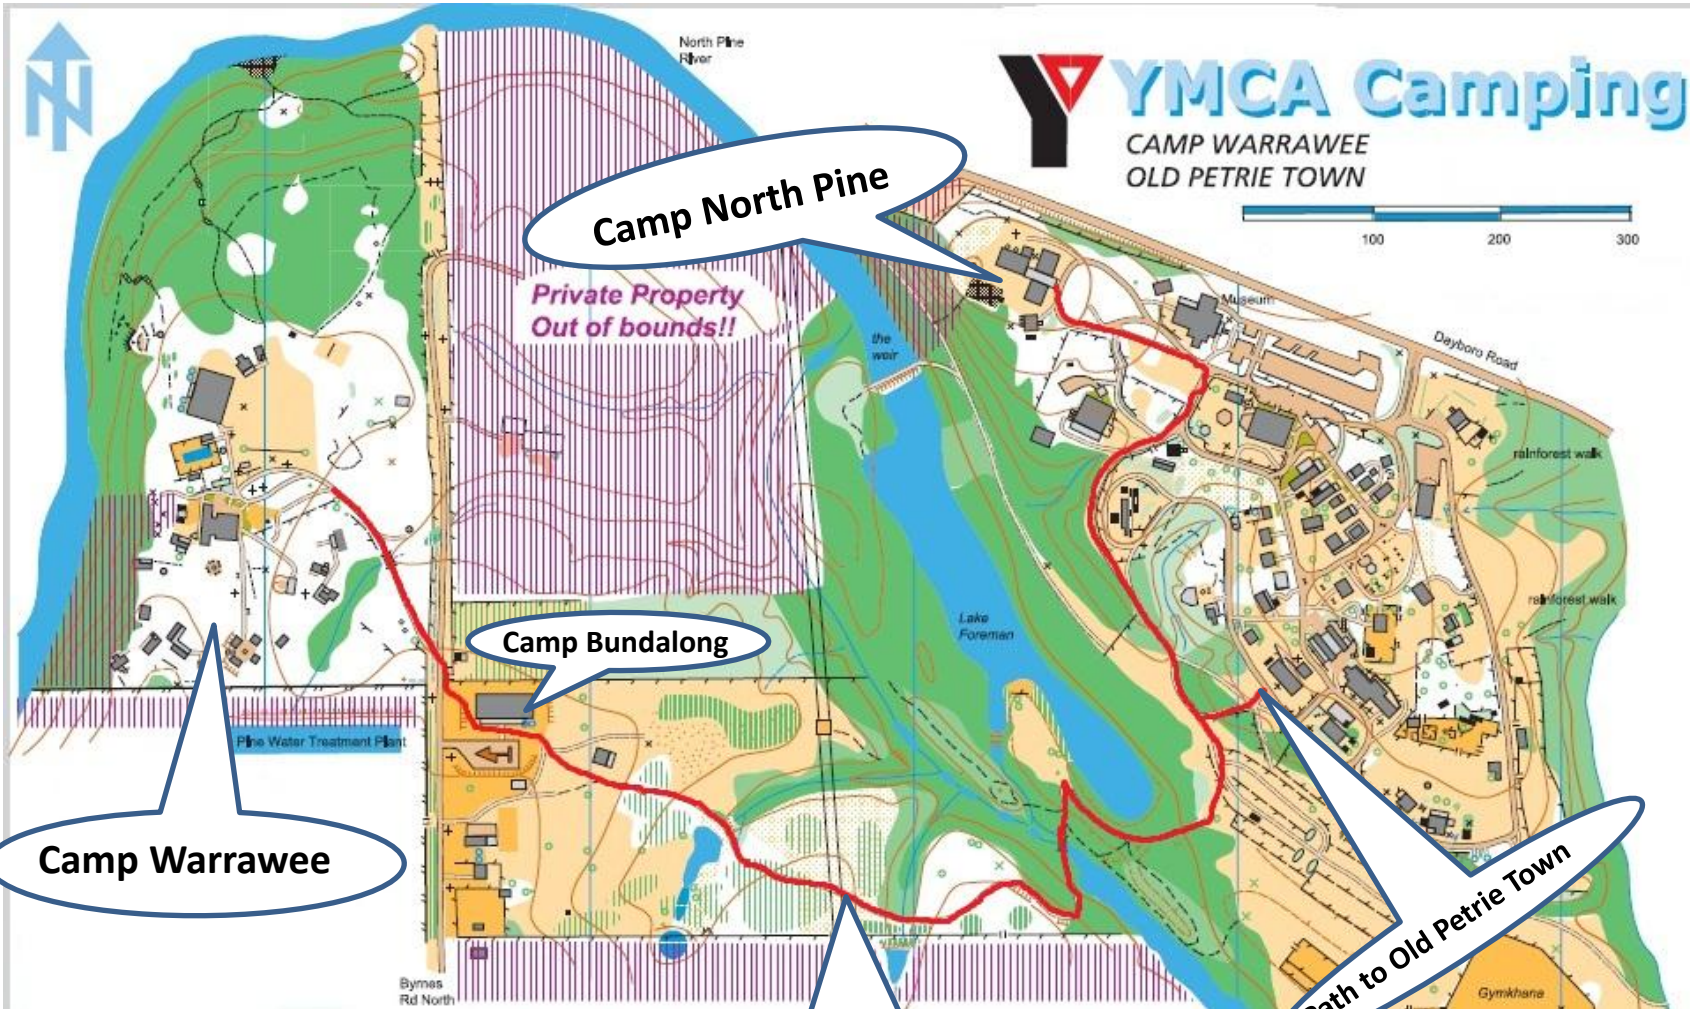 North Pine
River
YMCA Camping
CAMP WARRAWEE
OLD PETRIE TOWN
100 200 300
N
Camp North Pine
Private Property
Out of bounds!!
the
weir
Museum
Dayboro Road
rainforest walk
rainforest walk
Lake
Foreman
Camp Bundalong
Pine Water Treatment Plant
Camp Warrawee
Path to Old Petrie Town
Byrnes
Rd North
Gymkhana